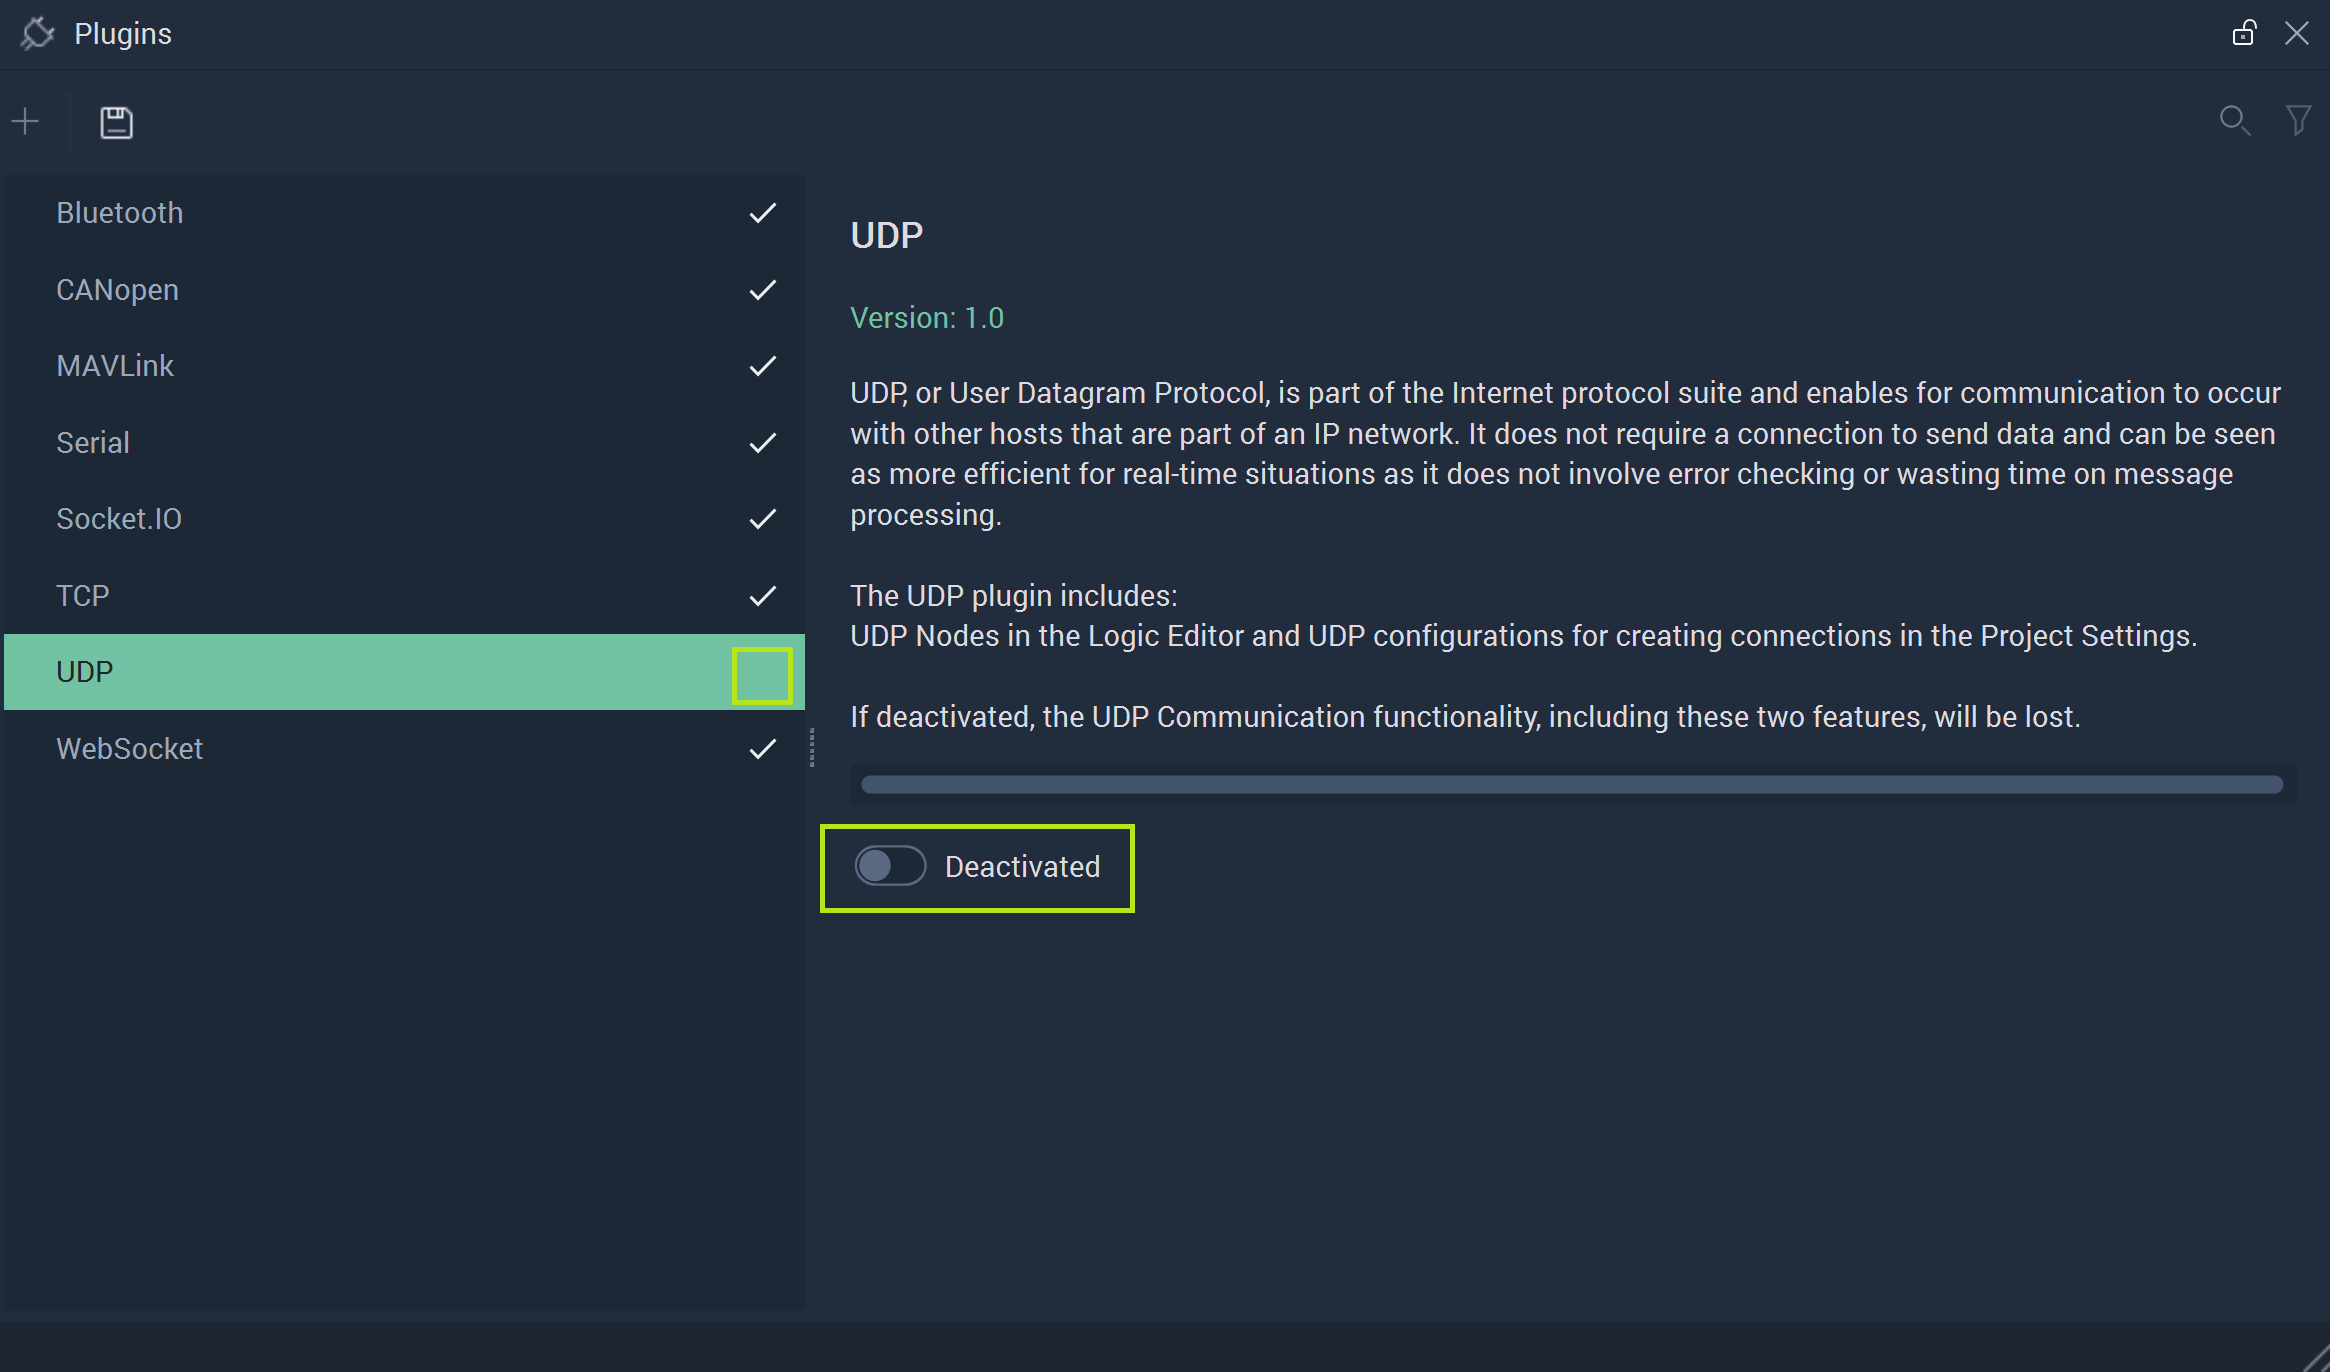 Plugins
Bluetooth
CANopen
MAVLink
Serial
Socket.IO
TCP
UDP
WebSocket
UDP
Version: 1.0
UDP, or User Datagram Protocol, is part of the Internet protocol suite and enables for communication to occur
with other hosts that are part of an IP network. It does not require a connection to send data and can be seen
as more efficient for real-time situations as it does not involve error checking or wasting time on message
processing.
The UDP plugin includes:
UDP Nodes in the Logic Editor and UDP configurations for creating connections in the Project Settings.
If deactivated, the UDP Communication functionality, including these two features, will be lost.
Deactivated